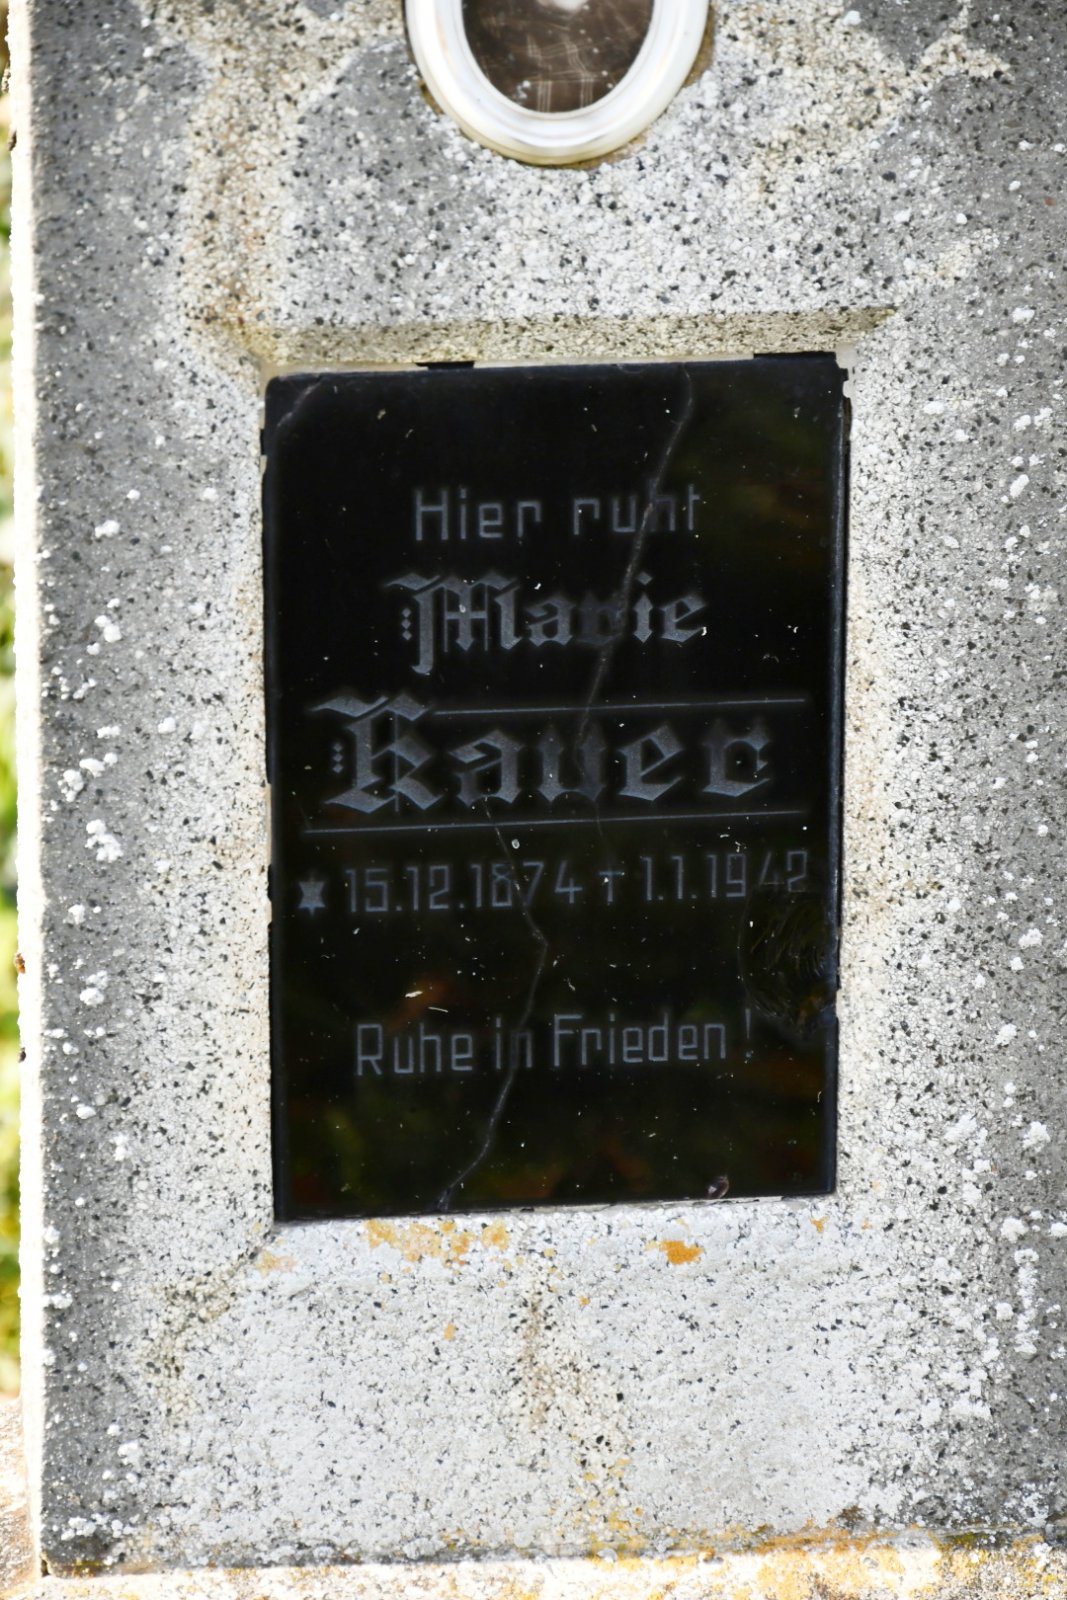 Hier ruht
Marie
Kauer
* 15.12.1874 † 1.1.1942
Ruhe in Frieden!